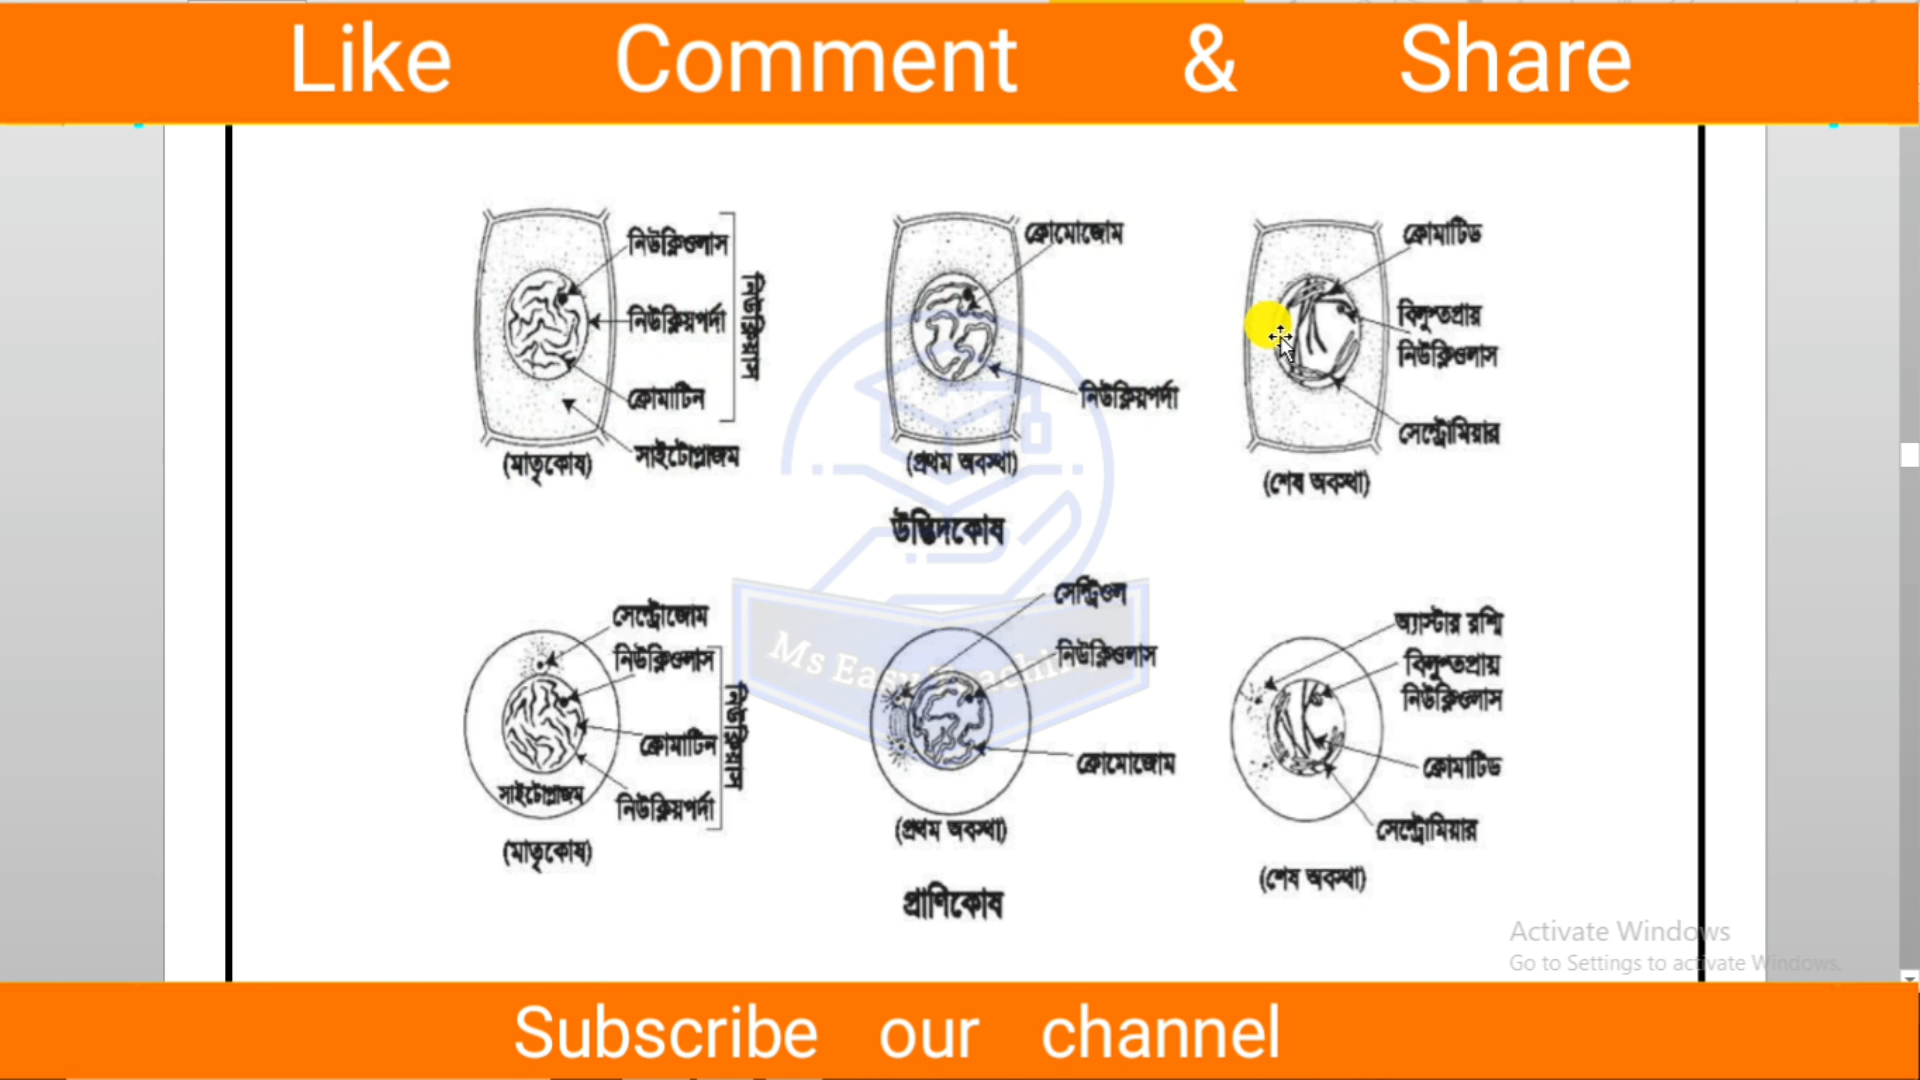 Like Comment & Share
নিউক্লিওলাস
নিউক্লিয়পর্দা
ক্রোমাটিন
সাইটোপ্লাজম
নিউক্লিয়াস
(মাতৃকোষ)
ক্রোমোজোম
নিউক্লিয়পর্দা
(প্রথম অবস্থা)
ক্রোমাটিড
বিলুপ্তপ্রায়
নিউক্লিওলাস
সেন্ট্রোমিয়ার
(শেষ অবস্থা)
উদ্ভিদকোষ
সেন্ট্রোজোম
নিউক্লিওলাস
ক্রোমাটিন
নিউক্লিয়পর্দা
সাইটোপ্লাজম
নিউক্লিয়াস
(মাতৃকোষ)
সেন্ট্রিওল
নিউক্লিওলাস
ক্রোমোজোম
(প্রথম অবস্থা)
অ্যাস্টার রশ্মি
বিলুপ্তপ্রায়
নিউক্লিওলাস
ক্রোমাটিড
সেন্ট্রোমিয়ার
(শেষ অবস্থা)
প্রাণিকোষ
Ms Easy
Activate Windows
Go to Settings to activate Windows.
Subscribe our channel